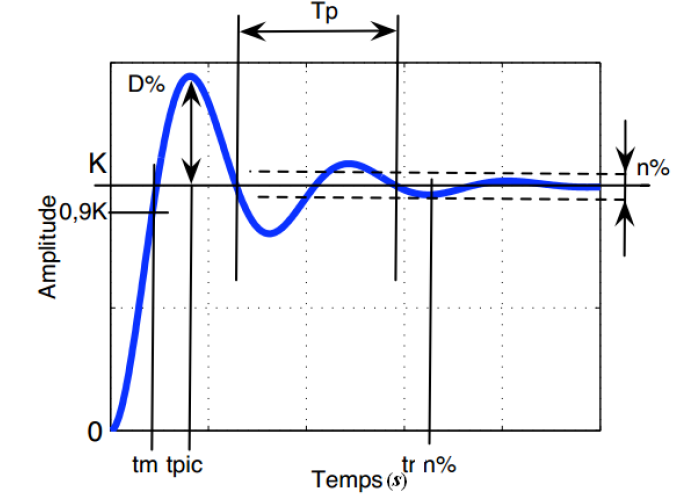 Tp
D%
K
n%
0,9K
Amplitude
0
tm tpic
tr n%
Temps(s)